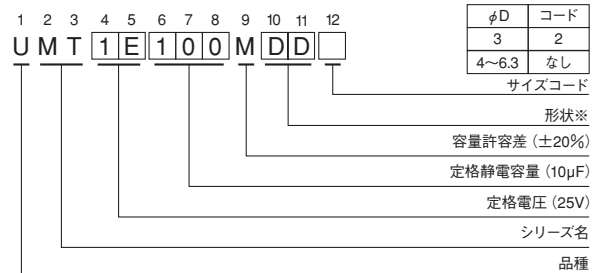 1 2 3 4 5 6 7 8 9 10 11 12
U M T 1 E 1 0 0 M D D
φD コード
3 2
4～6.3 なし
サイズコード
形状※
容量許容差（±20%）
定格静電容量（10μF）
定格電圧（25V）
シリーズ名
品種